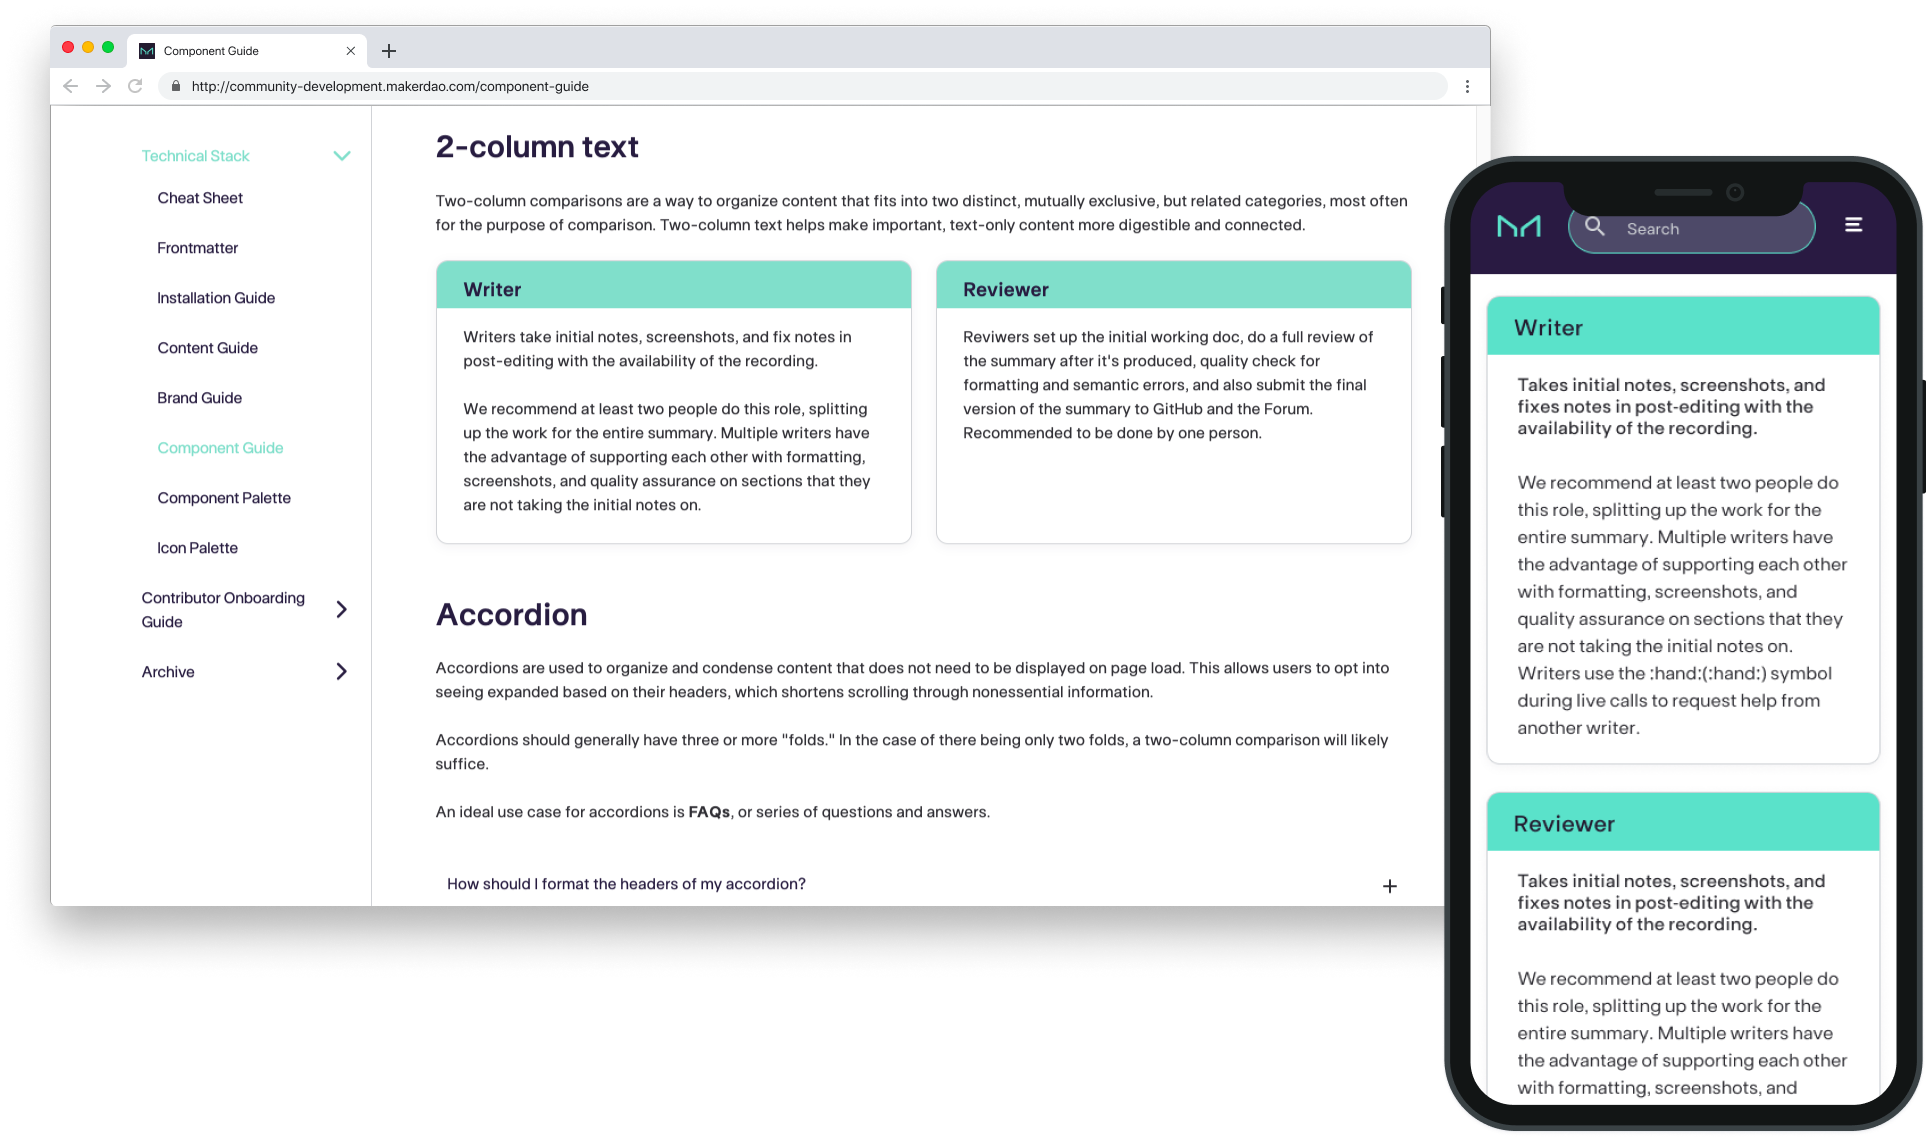 Component Guide
http://community-development.makerdao.com/component-guide
Technical Stack
Cheat Sheet
Frontmatter
Installation Guide
Content Guide
Brand Guide
Component Guide
Component Palette
Icon Palette
Contributor Onboarding
Guide
Archive
2-column text
Two-column comparisons are a way to organize content that fits into two distinct, mutually exclusive, but related categories, most often
for the purpose of comparison. Two-column text helps make important, text-only content more digestible and connected.
Writer
Writers take initial notes, screenshots, and fix notes in
post-editing with the availability of the recording.
We recommend at least two people do this role, splitting
up the work for the entire summary. Multiple writers have
the advantage of supporting each other with formatting,
screenshots, and quality assurance on sections that they
are not taking the initial notes on.
Reviewer
Reviwers set up the initial working doc, do a full review of
the summary after it's produced, quality check for
formatting and semantic errors, and also submit the final
version of the summary to GitHub and the Forum.
Recommended to be done by one person.
Accordion
Accordions are used to organize and condense content that does not need to be displayed on page load. This allows users to opt into
seeing expanded based on their headers, which shortens scrolling through nonessential information.
Accordions should generally have three or more "folds." In the case of there being only two folds, a two-column comparison will likely
suffice.
An ideal use case for accordions is FAQs, or series of questions and answers.
How should I format the headers of my accordion?
Search
Writer
Takes initial notes, screenshots, and
fixes notes in post-editing with the
availability of the recording.
We recommend at least two people do
this role, splitting up the work for the
entire summary. Multiple writers have
the advantage of supporting each other
with formatting, screenshots, and
quality assurance on sections that they
are not taking the initial notes on.
Writers use the :hand:(:hand:) symbol
during live calls to request help from
another writer.
Reviewer
Takes initial notes, screenshots, and
fixes notes in post-editing with the
availability of the recording.
We recommend at least two people do
this role, splitting up the work for the
entire summary. Multiple writers have
the advantage of supporting each other
with formatting, screenshots, and